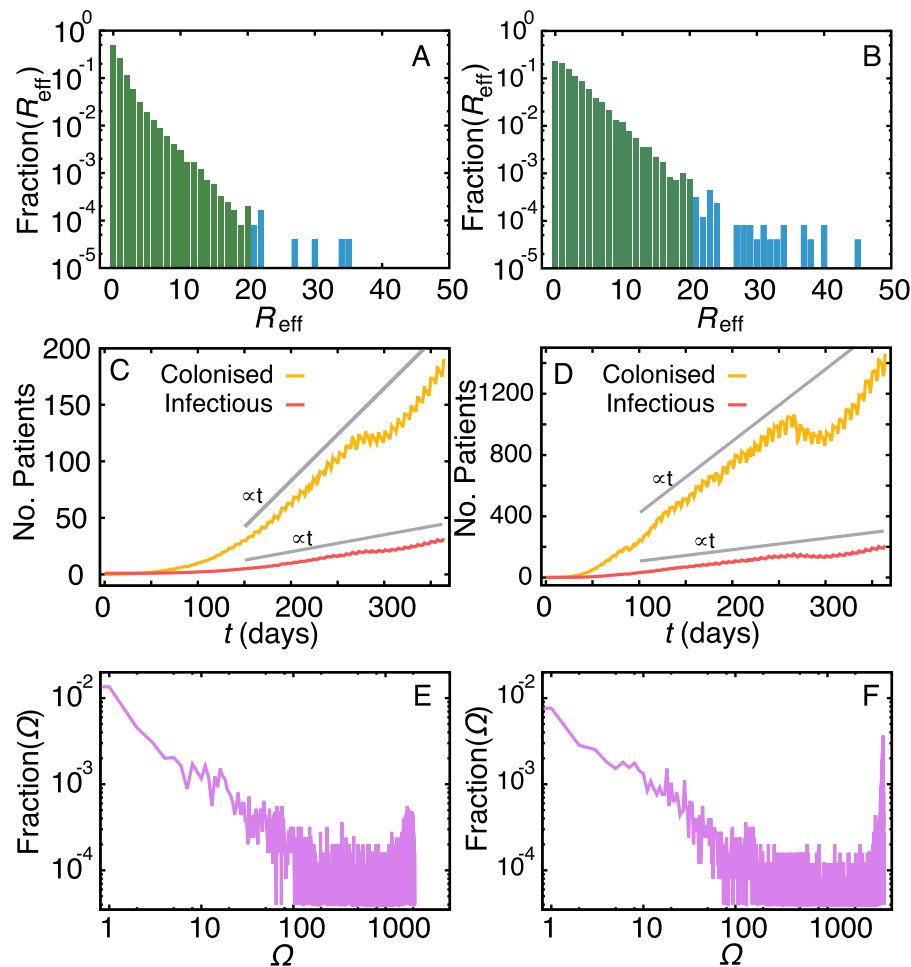 A
Fraction(R_eff)
10^0
10^-1
10^-2
10^-3
10^-4
10^-5
0 10 20 30 40 50
R_eff
B
Fraction(R_eff)
10^0
10^-1
10^-2
10^-3
10^-4
10^-5
0 10 20 30 40 50
R_eff
C
No. Patients
200
150
100
50
0
Colonised
Infectious
∝t
∝t
0 100 200 300
t (days)
D
No. Patients
1200
800
400
0
Colonised
Infectious
∝t
∝t
0 100 200 300
t (days)
E
Fraction(Ω)
10^-2
10^-3
10^-4
1 10 100 1000
Ω
F
Fraction(Ω)
10^-2
10^-3
10^-4
1 10 100 1000
Ω